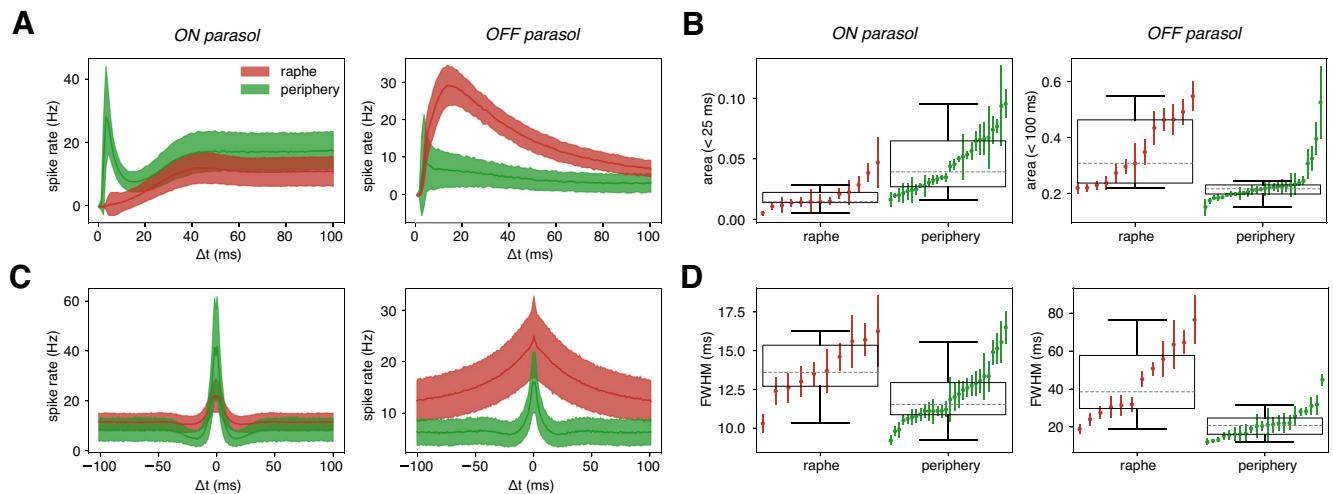 A
ON parasol
OFF parasol
B
ON parasol
OFF parasol
spike rate (Hz)
40
20
0
raphe
periphery
0 20 40 60 80 100
Δt (ms)
spike rate (Hz)
30
20
10
0
0 20 40 60 80 100
Δt (ms)
area (< 25 ms)
0.10
0.05
0.00
raphe periphery
area (< 100 ms)
0.6
0.4
0.2
raphe periphery
C
spike rate (Hz)
60
40
20
0
−100 −50 0 50 100
Δt (ms)
spike rate (Hz)
30
20
10
−100 −50 0 50 100
Δt (ms)
D
FWHM (ms)
17.5
15.0
12.5
10.0
raphe periphery
FWHM (ms)
80
60
40
20
raphe periphery